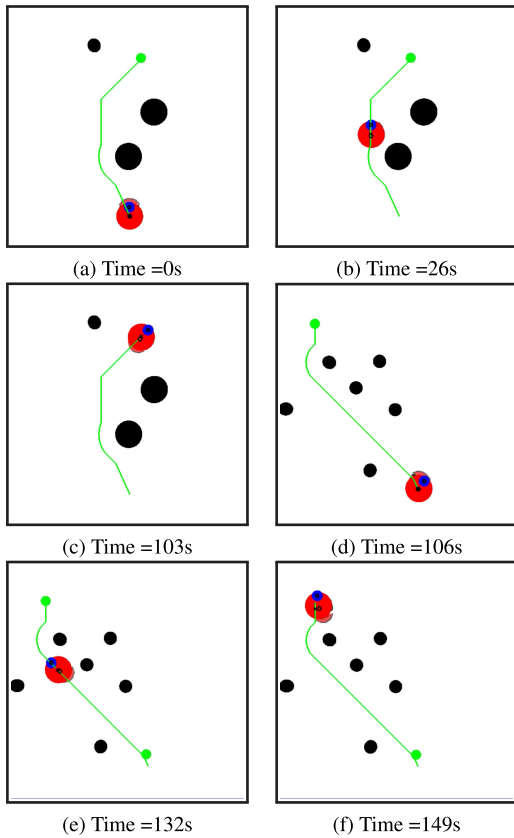 (a) Time =0s
(b) Time =26s
(c) Time =103s
(d) Time =106s
(e) Time =132s
(f) Time =149s